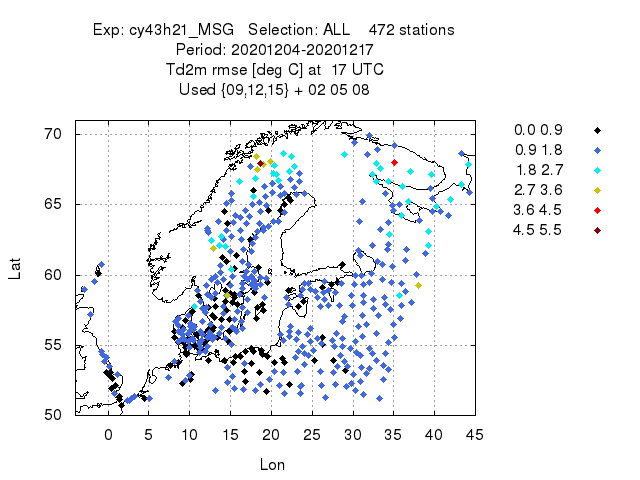 Exp: cy43h21_MSG   Selection: ALL    472 stations
Period: 20201204-20201217
Td2m rmse [deg C] at  17 UTC
Used {09,12,15} + 02 05 08
0.0 0.9
0.9 1.8
1.8 2.7
2.7 3.6
3.6 4.5
4.5 5.5
Lat
70
65
60
55
50
0 5 10 15 20 25 30 35 40 45
Lon